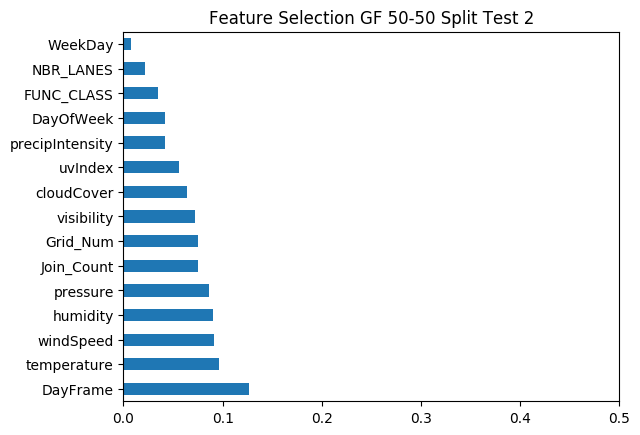 Feature Selection GF 50-50 Split Test 2
WeekDay
NBR_LANES
FUNC_CLASS
DayOfWeek
precipIntensity
uvIndex
cloudCover
visibility
Grid_Num
Join_Count
pressure
humidity
windSpeed
temperature
DayFrame
0.0 0.1 0.2 0.3 0.4 0.5